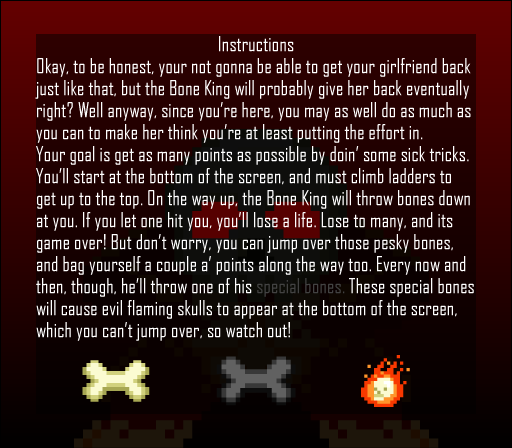 Instructions
Okay, to be honest, your not gonna be able to get your girlfriend back
just like that, but the Bone King will probably give her back eventually
right? Well anyway, since you're here, you may as well do as much as
you can to make her think you're at least putting the effort in.
Your goal is get as many points as possible by doin' some sick tricks.
You'll start at the bottom of the screen, and must climb ladders to
get up to the top. On the way up, the Bone King will throw bones down
at you. If you let one hit you, you'll lose a life. Lose to many, and its
game over! But don't worry, you can jump over those pesky bones,
and bag yourself a couple a' points along the way too. Every now and
then, though, he'll throw one of his special bones. These special bones
will cause evil flaming skulls to appear at the bottom of the screen,
which you can't jump over, so watch out!